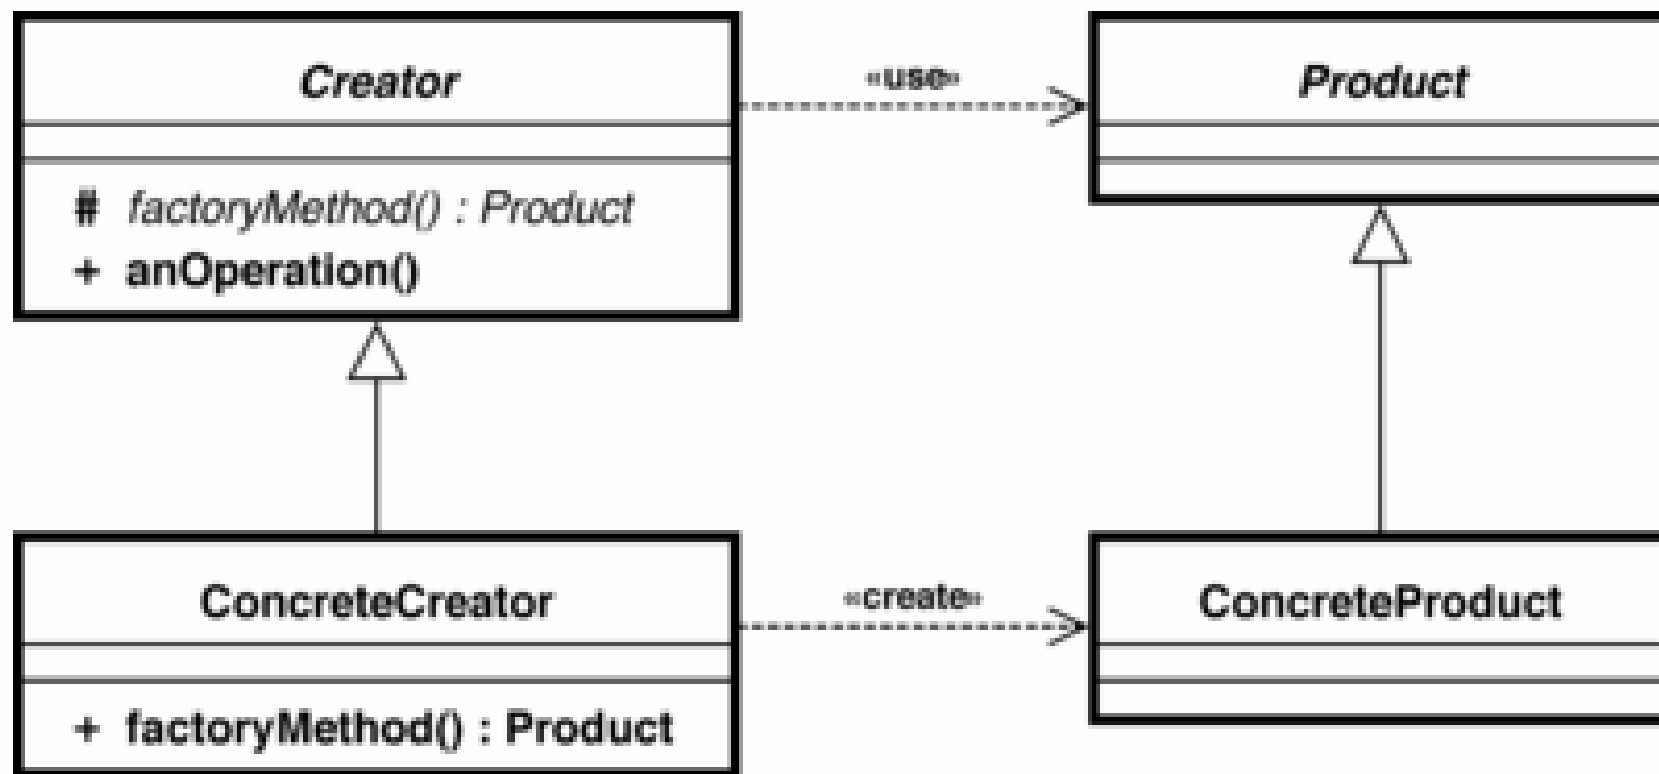 Creator
«use»
Product
# factoryMethod() : Product
+ anOperation()
ConcreteCreator
«create»
ConcreteProduct
+ factoryMethod() : Product